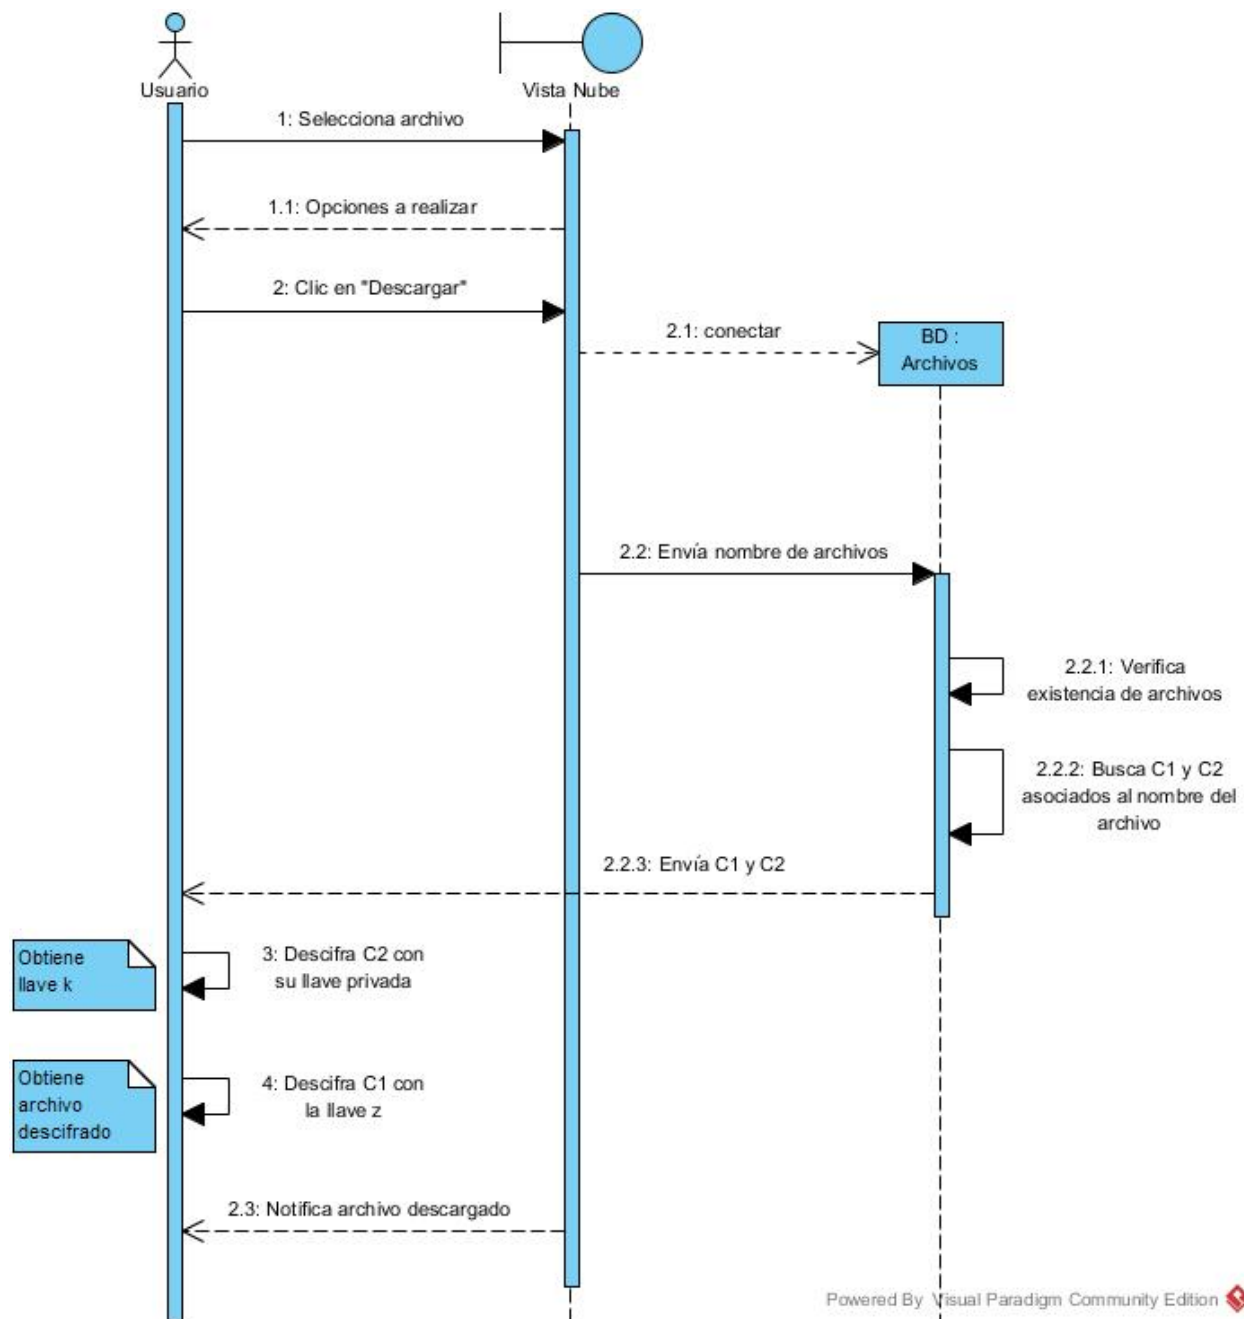 Usuario
Vista Nube
1: Selecciona archivo
1.1: Opciones a realizar
2: Clic en "Descargar"
2.1: conectar
BD :
Archivos
2.2: Envía nombre de archivos
2.2.1: Verifica
existencia de archivos
2.2.2: Busca C1 y C2
asociados al nombre del
archivo
2.2.3: Envía C1 y C2
Obtiene
llave k
3: Descifra C2 con
su llave privada
Obtiene
archivo
descifrado
4: Descifra C1 con
la llave z
2.3: Notifica archivo descargado
Powered By Visual Paradigm Community Edition